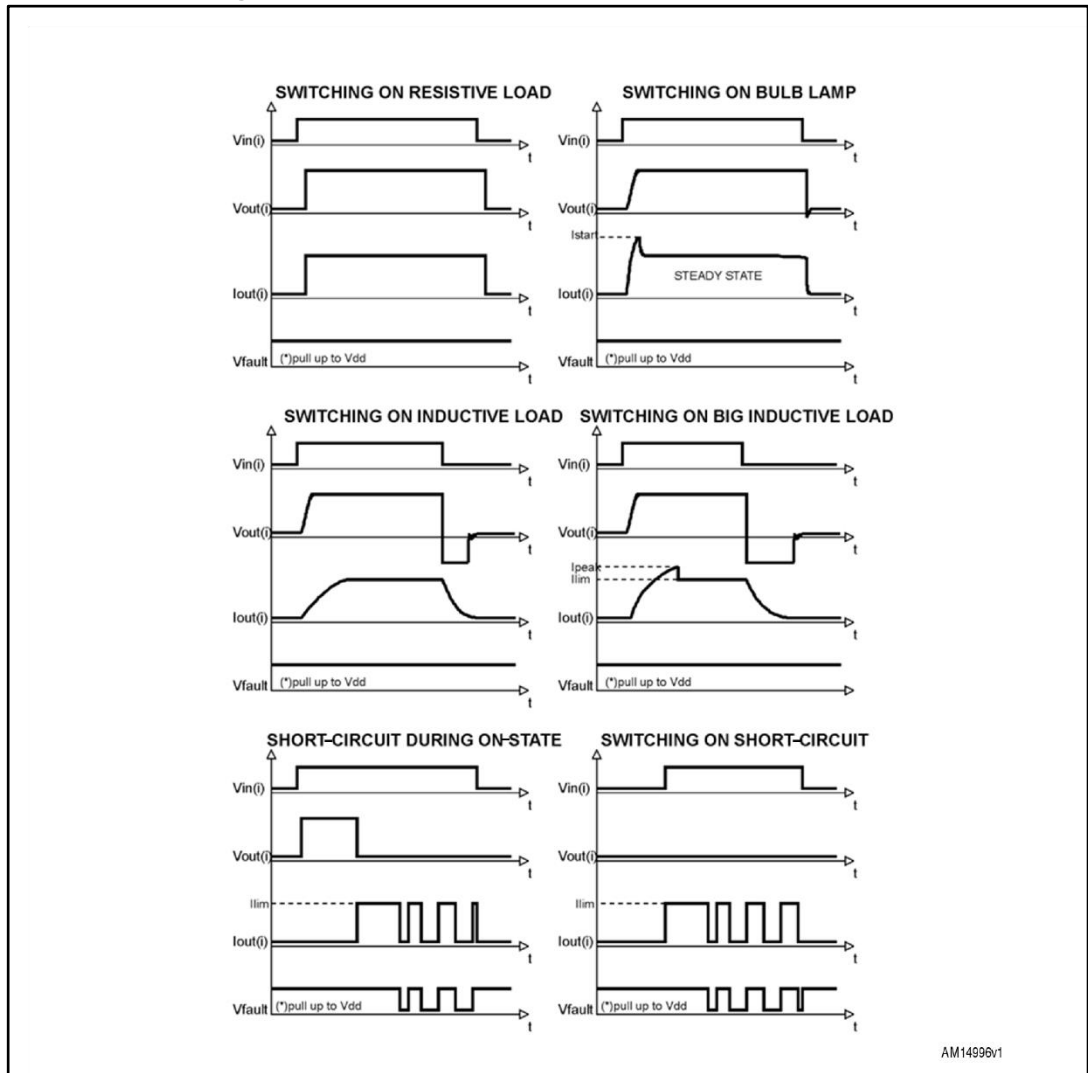 SWITCHING ON RESISTIVE LOAD
Vin(i)
t
Vout(i)
t
Iout(i)
t
Vfault (*)pull up to Vdd
t
SWITCHING ON BULB LAMP
Vin(i)
t
Vout(i)
t
Istart
STEADY STATE
Iout(i)
t
Vfault (*)pull up to Vdd
t
SWITCHING ON INDUCTIVE LOAD
Vin(i)
t
Vout(i)
t
Iout(i)
t
Vfault (*)pull up to Vdd
t
SWITCHING ON BIG INDUCTIVE LOAD
Vin(i)
t
Vout(i)
t
Ipeak
Ilim
Iout(i)
t
Vfault (*)pull up to Vdd
t
SHORT-CIRCUIT DURING ON-STATE
Vin(i)
t
Vout(i)
t
Ilim
Iout(i)
t
Vfault (*)pull up to Vdd
t
SWITCHING ON SHORT-CIRCUIT
Vin(i)
t
Vout(i)
t
Ilim
Iout(i)
t
Vfault (*)pull up to Vdd
t
AM14996v1